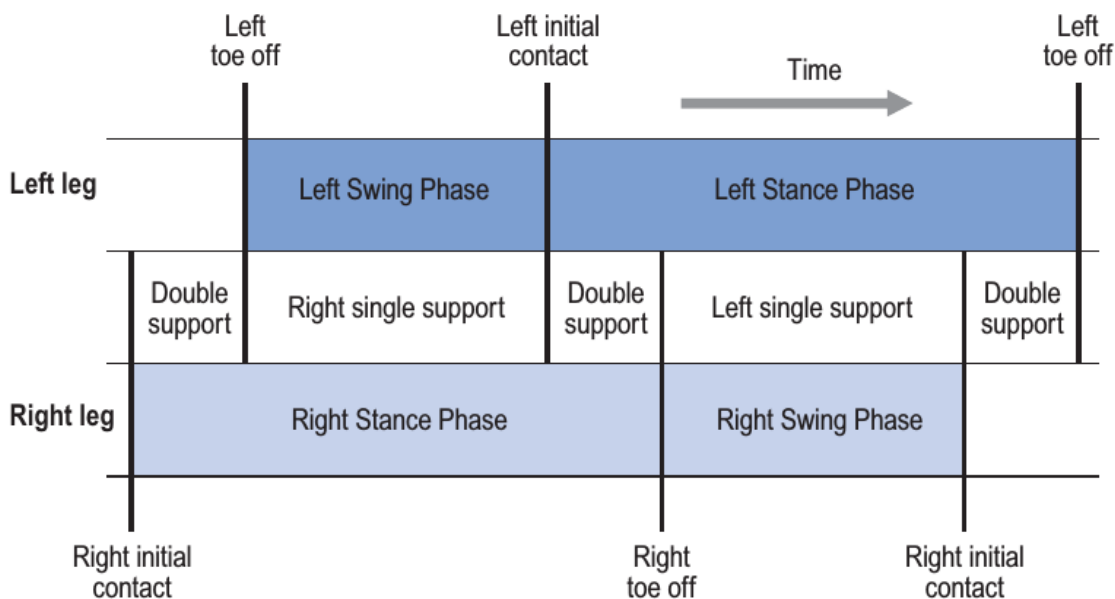 Left
toe off
Left initial
contact
Time
Left
toe off
Left leg
Left Swing Phase
Left Stance Phase
Double
support
Right single support
Double
support
Left single support
Double
support
Right leg
Right Stance Phase
Right Swing Phase
Right initial
contact
Right
toe off
Right initial
contact